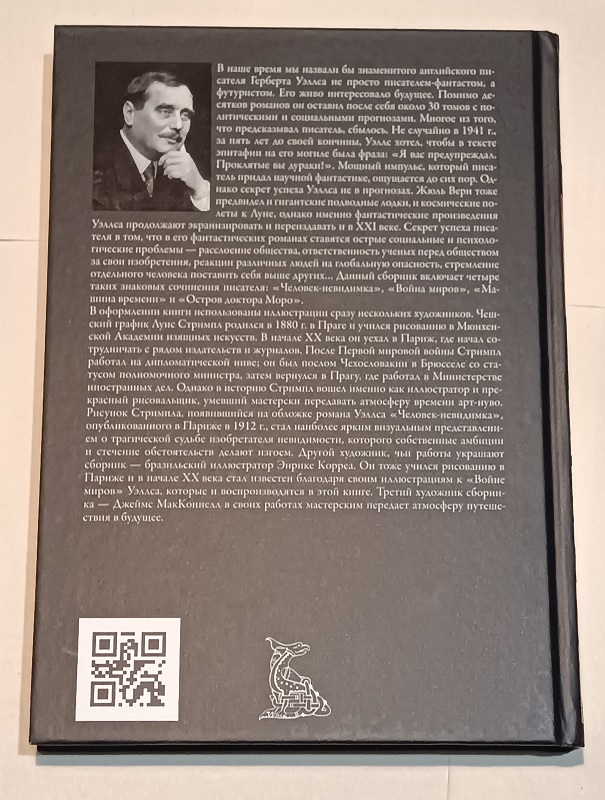 В наше время мы назвали бы знаменитого английского пи-
сателя Герберта Уэллса не просто писателем-фантастом, а
футуристом. Его живо интересовало будущее. Помимо де-
сятков романов он оставил после себя около 30 томов с по-
литическими и социальными прогнозами. Многое из того,
что предсказывал писатель, сбылось. Не случайно в 1941 г.,
за пять лет до своей кончины, Уэллс хотел, чтобы в тексте
эпитафии на его могиле была фраза: «Я вас предупреждал.
Проклятые вы дураки!». Мощный импульс, который писа-
тель придал научной фантастике, ощущается до сих пор. Од-
нако секрет успеха Уэллса не в прогнозах. Жюль Верн тоже
предвидел и гигантские подводные лодки, и космические по-
леты к Луне, однако именно фантастические произведения
Уэллса продолжают экранизировать и переиздавать и в XXI веке. Секрет успеха писа-
теля в том, что в его фантастических романах ставятся острые социальные и психоло-
гические проблемы — расслоение общества, ответственность ученых перед обществом
за свои изобретения, реакции различных людей на глобальную опасность, стремление
отдельного человека поставить себя выше других... Данный сборник включает четыре
таких знаковых сочинения писателя: «Человек-невидимка», «Война миров», «Ма-
шина времени» и «Остров доктора Моро».
В оформлении книги использованы иллюстрации сразу нескольких художников. Чеш-
ский график Луис Стримпл родился в 1880 г. в Праге и учился рисованию в Мюнхен-
ской Академии изящных искусств. В начале XX века он уехал в Париж, где начал со-
трудничать с рядом издательств и журналов. После Первой мировой войны Стримпл
работал на дипломатической ниве: он был послом Чехословакии в Брюсселе со ста-
тусом полномочного министра, затем вернулся в Прагу, где работал в Министерстве
иностранных дел. Однако в историю Стримпл вошел именно как иллюстратор и пре-
красный рисовальщик, умевший мастерски передавать атмосферу времени арт-нуво.
Рисунок Стримпла, появившийся на обложке романа Уэллса «Человек-невидимка»,
опубликованного в Париже в 1912 г., стал наиболее ярким визуальным представлени-
ем о трагической судьбе изобретателя невидимости, которого собственные амбиции
и стечение обстоятельств делают изгоем. Другой художник, чьи работы украшают
сборник — бразильский иллюстратор Энрике Корреа. Он тоже учился рисованию в
Париже и в начале XX века стал известен благодаря своим иллюстрациям к «Войне
миров» Уэллса, которые и воспроизводятся в этой книге. Третий художник сборни-
ка — Джеймс МакКоннелл в своих работах мастерским передает атмосферу путеше-
ствия в будущее.